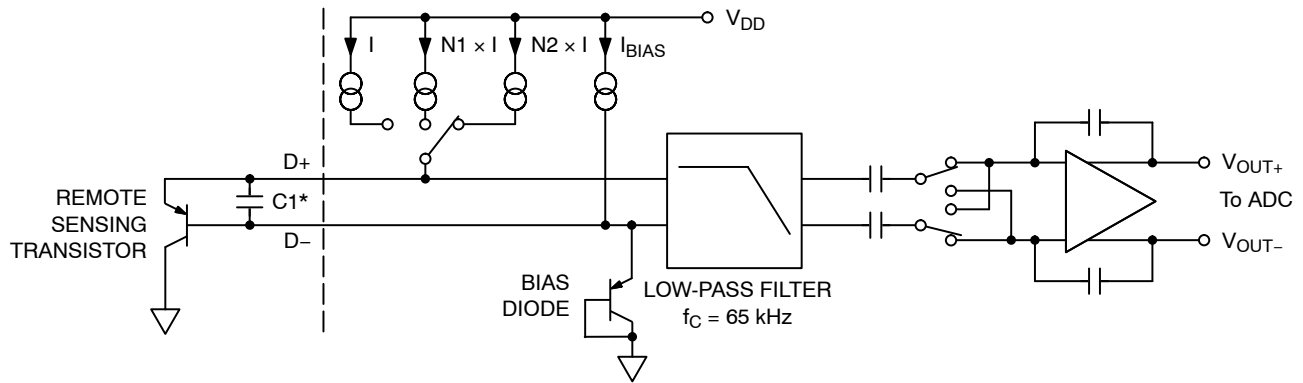 V_DD
I
N1 × I
N2 × I
I_BIAS
D+
REMOTE
SENSING
TRANSISTOR
C1*
D−
BIAS
DIODE
LOW-PASS FILTER
f_C = 65 kHz
V_OUT+
To ADC
V_OUT−